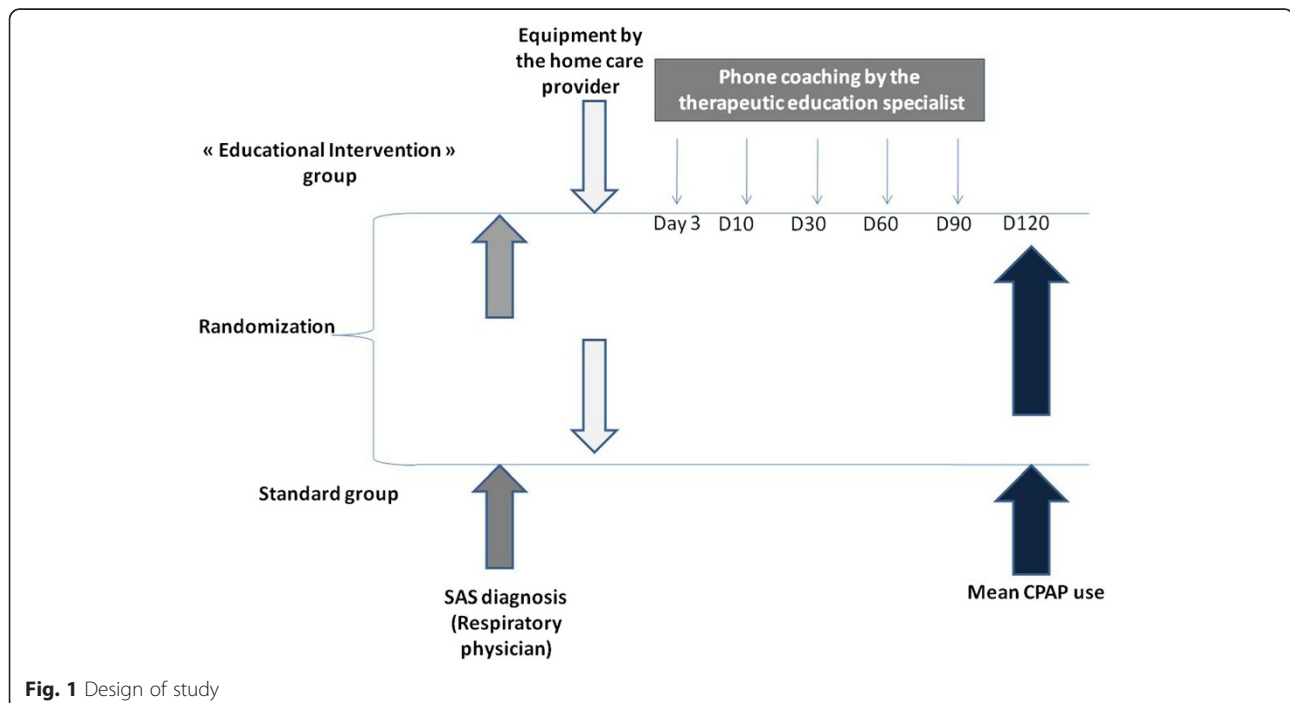 Equipment by
the home care
provider
Phone coaching by the
therapeutic education specialist
« Educational Intervention »
group
Day 3 D10 D30 D60 D90 D120
Randomization
Standard group
SAS diagnosis
(Respiratory
physician)
Mean CPAP use
Fig. 1 Design of study